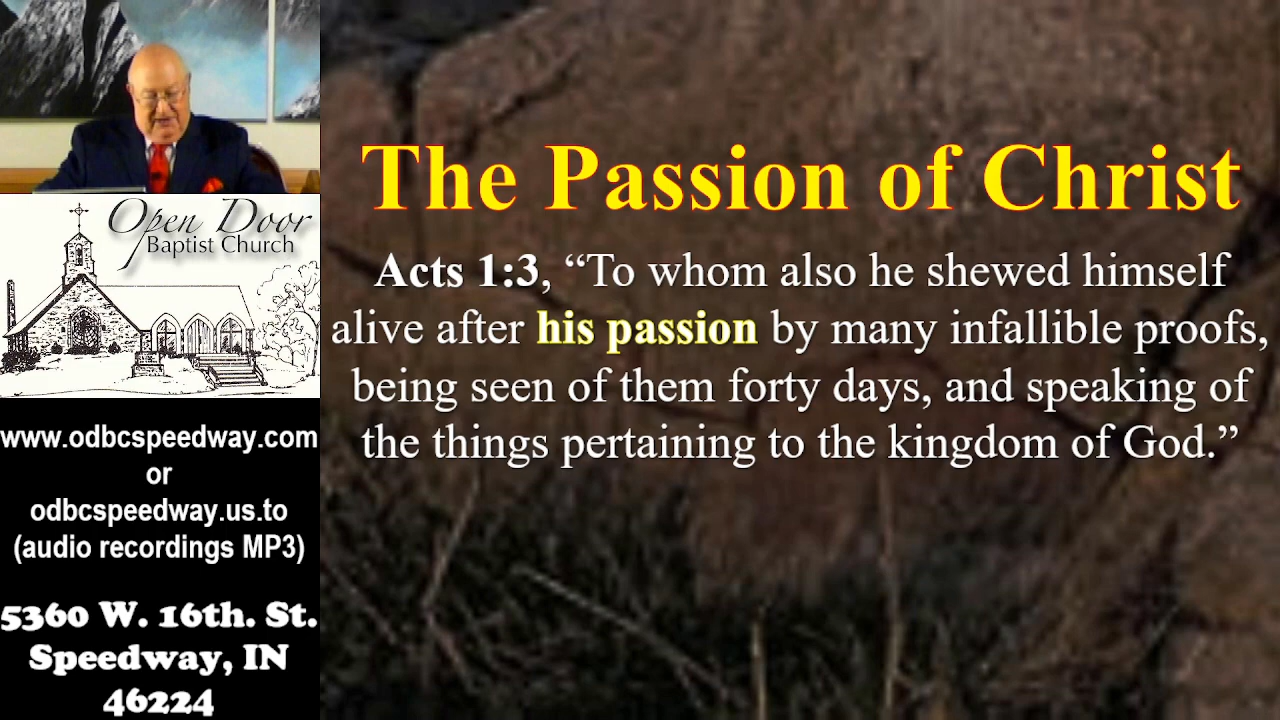 Open Door
Baptist Church
www.odbcspeedway.com
or
odbcspeedway.us.to
(audio recordings MP3)
5360 W. 16th. St.
Speedway, IN
46224
The Passion of Christ
Acts 1:3, “To whom also he shewed himself
alive after his passion by many infallible proofs,
being seen of them forty days, and speaking of
the things pertaining to the kingdom of God.”